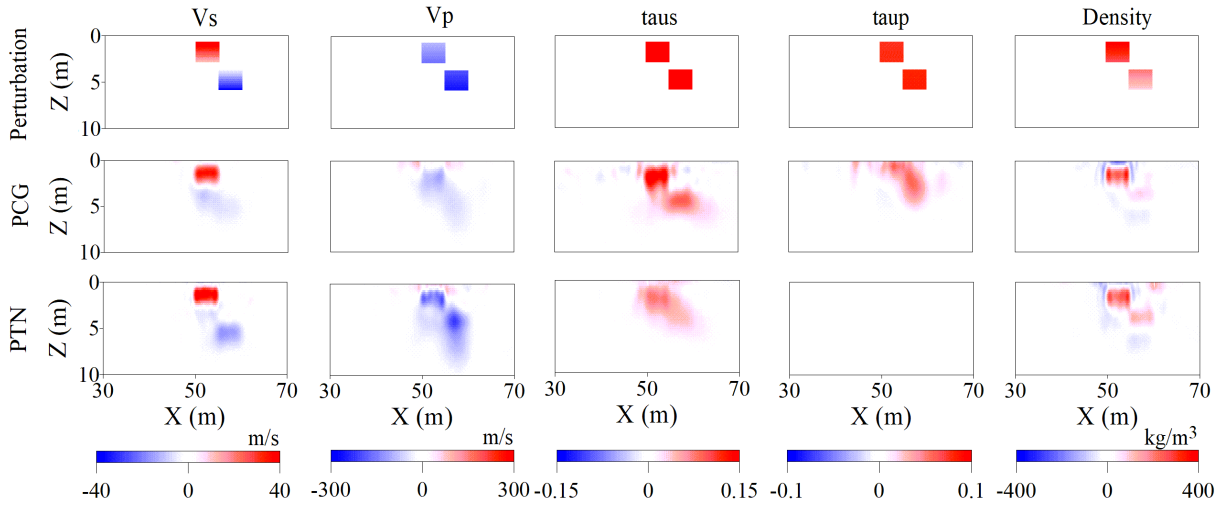 Vs Vp taus taup Density
Perturbation Z (m) 0 5 10
PCG Z (m) 0 5 10
PTN Z (m) 0 5 10
30 50 70 30 50 70 30 50 70 30 50 70 30 50 70
X (m) X (m) X (m) X (m) X (m)
m/s m/s kg/m³
-40 0 40 -300 0 300 -0.15 0 0.15 -0.1 0 0.1 -400 0 400